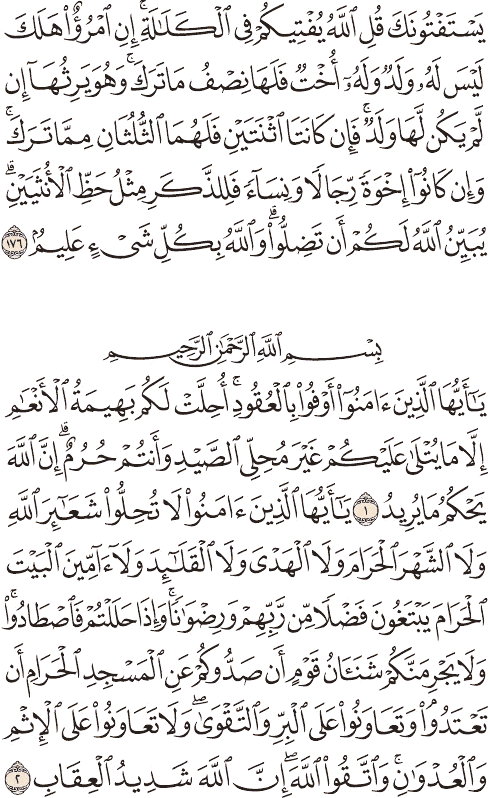 يَسْتَفْتُونَكَ قُلِ ٱللَّهُ يُفْتِيكُمْ فِى ٱلْكَلَـٰلَةِ ۚ إِنِ ٱمْرُؤٌا۟ هَلَكَ
لَيْسَ لَهُۥ وَلَدٌ وَلَهُۥٓ أُخْتٌ فَلَهَا نِصْفُ مَا تَرَكَ ۚ وَهُوَ يَرِثُهَآ إِن
لَّمْ يَكُن لَّهَا وَلَدٌ ۚ فَإِن كَانَتَا ٱثْنَتَيْنِ فَلَهُمَا ٱلثُّلُثَانِ مِمَّا تَرَكَ ۚ
وَإِن كَانُوٓا۟ إِخْوَةً رِّجَالًا وَنِسَآءً فَلِلذَّكَرِ مِثْلُ حَظِّ ٱلْأُنثَيَيْنِ ۗ
يُبَيِّنُ ٱللَّهُ لَكُمْ أَن تَضِلُّوا۟ ۗ وَٱللَّهُ بِكُلِّ شَىْءٍ عَلِيمٌۢ ١٧٦
بِسْمِ ٱللَّهِ ٱلرَّحْمَـٰنِ ٱلرَّحِيمِ
يَـٰٓأَيُّهَا ٱلَّذِينَ ءَامَنُوٓا۟ أَوْفُوا۟ بِٱلْعُقُودِ ۚ أُحِلَّتْ لَكُم بَهِيمَةُ ٱلْأَنْعَـٰمِ
إِلَّا مَا يُتْلَىٰ عَلَيْكُمْ غَيْرَ مُحِلِّى ٱلصَّيْدِ وَأَنتُمْ حُرُمٌ ۗ إِنَّ ٱللَّهَ
يَحْكُمُ مَا يُرِيدُ ١ يَـٰٓأَيُّهَا ٱلَّذِينَ ءَامَنُوا۟ لَا تُحِلُّوا۟ شَعَـٰٓئِرَ ٱللَّهِ
وَلَا ٱلشَّهْرَ ٱلْحَرَامَ وَلَا ٱلْهَدْىَ وَلَا ٱلْقَلَـٰٓئِدَ وَلَآ ءَآمِّينَ ٱلْبَيْتَ
ٱلْحَرَامَ يَبْتَغُونَ فَضْلًا مِّن رَّبِّهِمْ وَرِضْوَٰنًا ۚ وَإِذَا حَلَلْتُمْ فَٱصْطَادُوا۟ ۚ
وَلَا يَجْرِمَنَّكُمْ شَنَـَٔانُ قَوْمٍ أَن صَدُّوكُمْ عَنِ ٱلْمَسْجِدِ ٱلْحَرَامِ أَن
تَعْتَدُوا۟ ۘ وَتَعَاوَنُوا۟ عَلَى ٱلْبِرِّ وَٱلتَّقْوَىٰ ۖ وَلَا تَعَاوَنُوا۟ عَلَى ٱلْإِثْمِ
وَٱلْعُدْوَٰنِ ۚ وَٱتَّقُوا۟ ٱللَّهَ ۖ إِنَّ ٱللَّهَ شَدِيدُ ٱلْعِقَابِ ٢